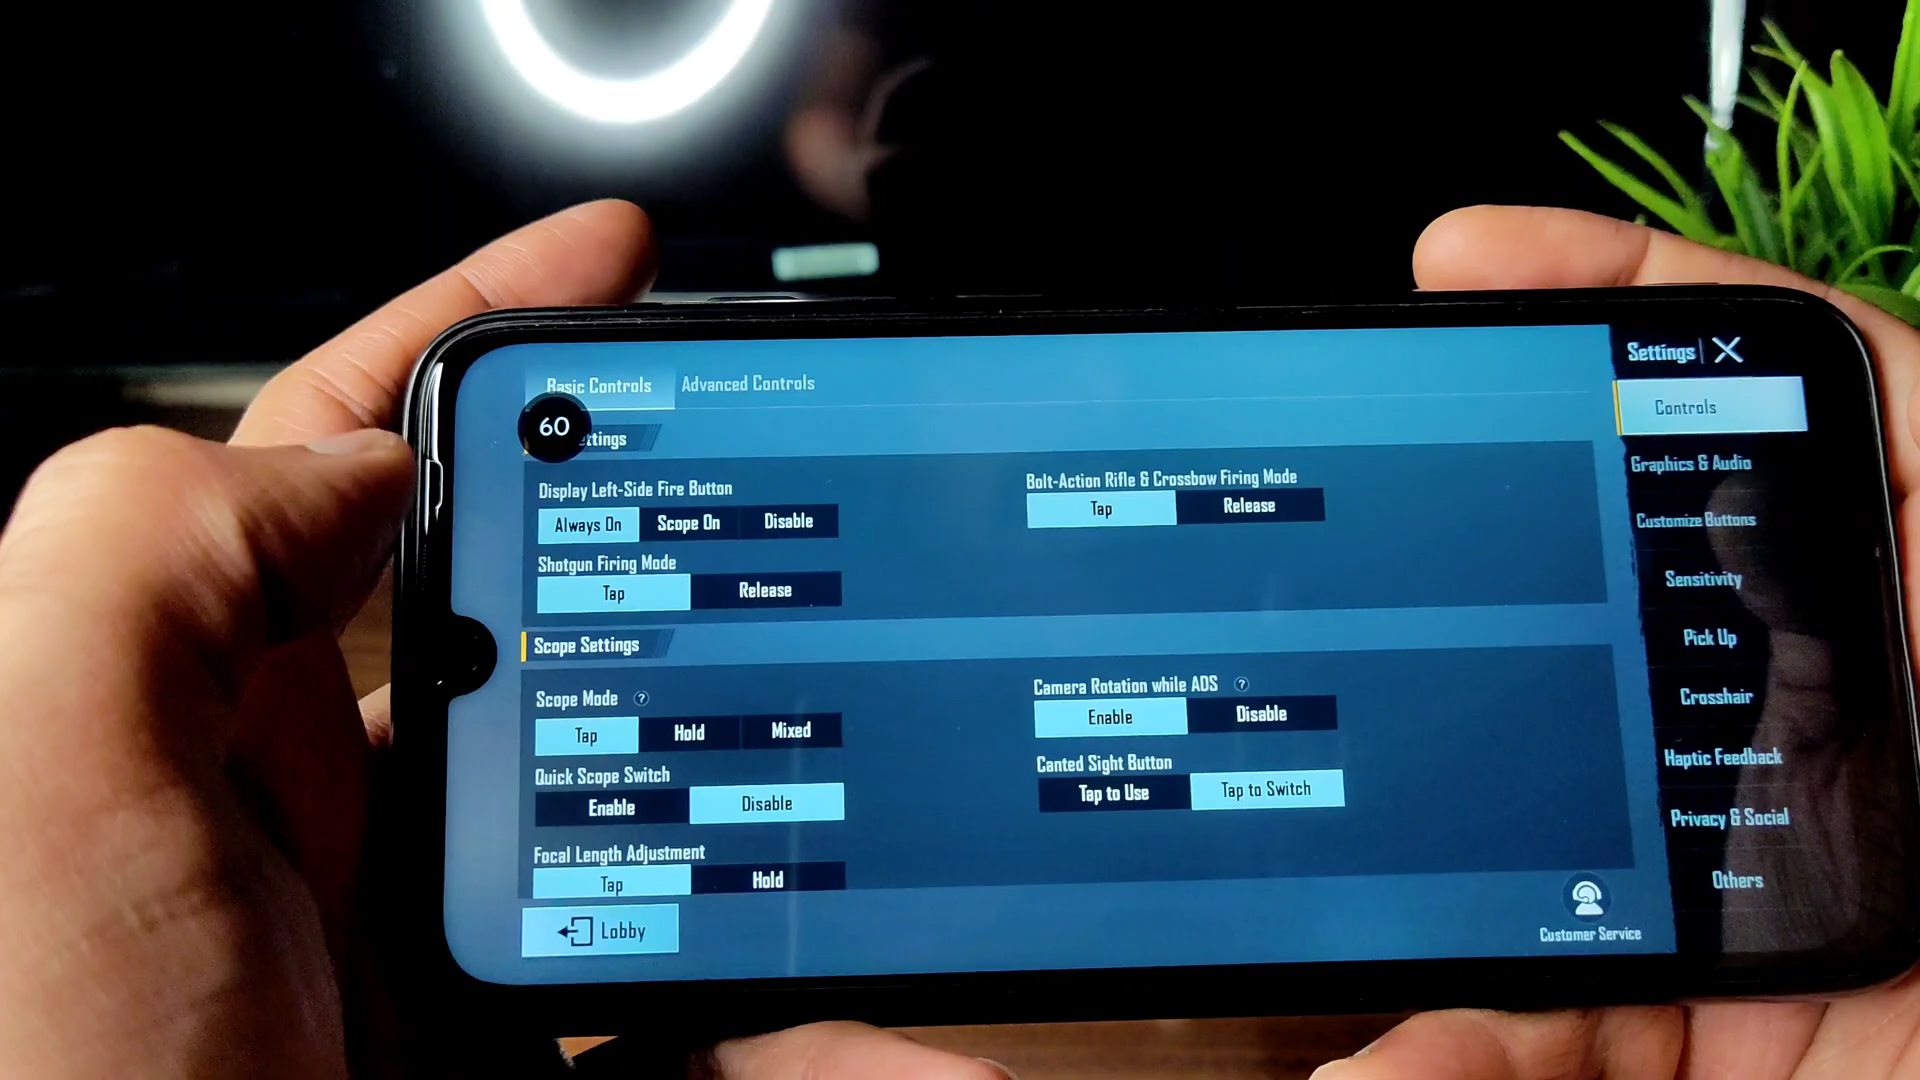 Settings
Basic Controls Advanced Controls
Controls
60
ttings
Display Left-Side Fire Button
Always On Scope On Disable
Bolt-Action Rifle & Crossbow Firing Mode
Tap Release
Shotgun Firing Mode
Tap Release
Scope Settings
Scope Mode ?
Tap Hold Mixed
Camera Rotation while ADS ?
Enable Disable
Quick Scope Switch
Enable Disable
Canted Sight Button
Tap to Use Tap to Switch
Focal Length Adjustment
Tap Hold
Lobby
Customer Service
Graphics & Audio
Customize Buttons
Sensitivity
Pick Up
Crosshair
Haptic Feedback
Privacy & Social
Others